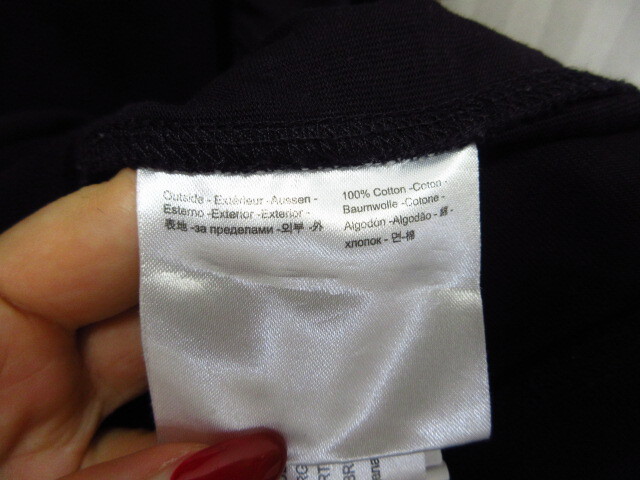 Outside - Extérieur -Aussen -
Esterno -Exterior -Exterior -
表地 -за пределами -외부 -外
100% Cotton -Coton -
Baumwolle -Cotone -
Algodón -Algodão - 綿 -
хлопок - 면 -棉